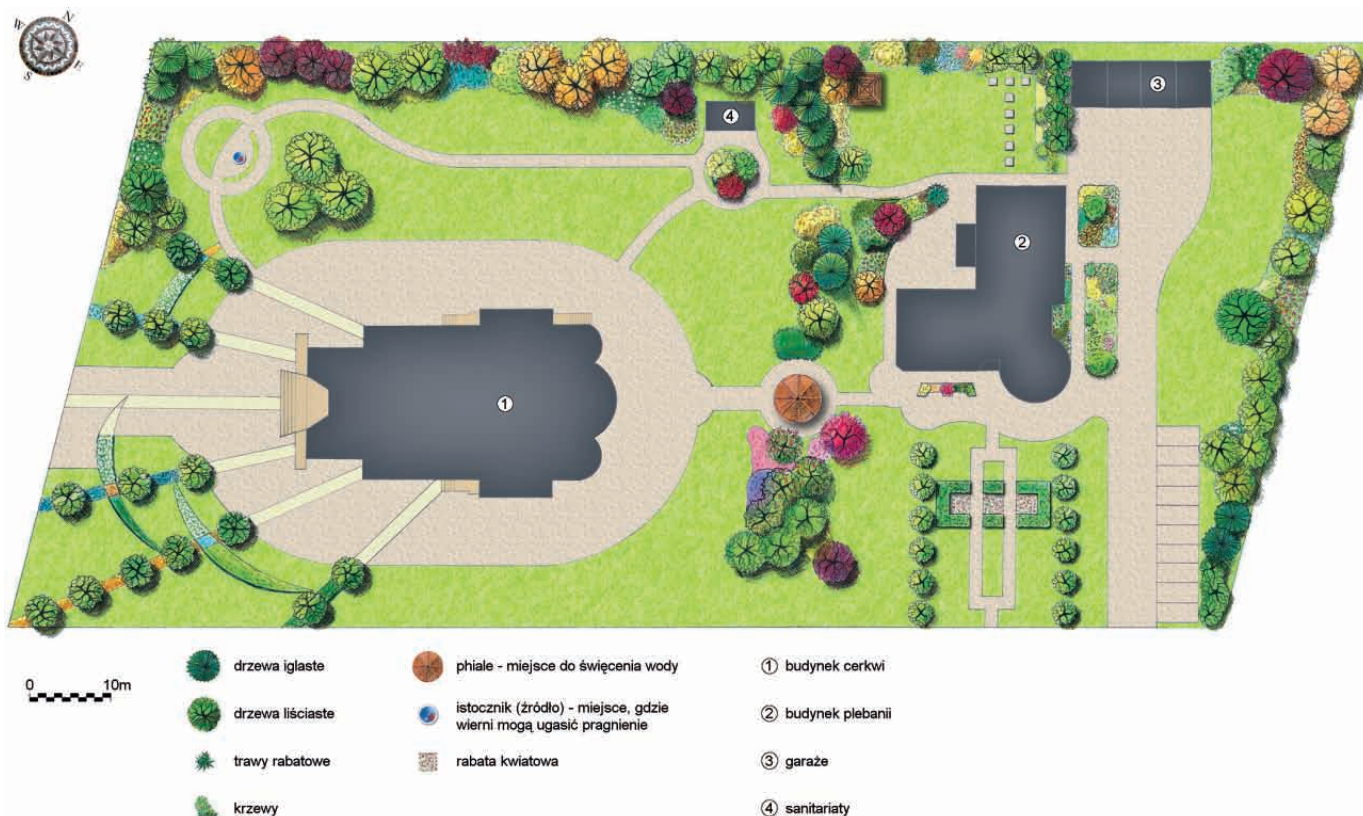 N
W
E
S
4
3
2
1
0 10m
drzewa iglaste
drzewa liściaste
trawy rabatowe
krzewy
phiale - miejsce do święcenia wody
istocznik (źródło) - miejsce, gdzie
wierni mogą ugasić pragnienie
rabata kwiatowa
1 budynek cerkwi
2 budynek plebanii
3 garaże
4 sanitariaty